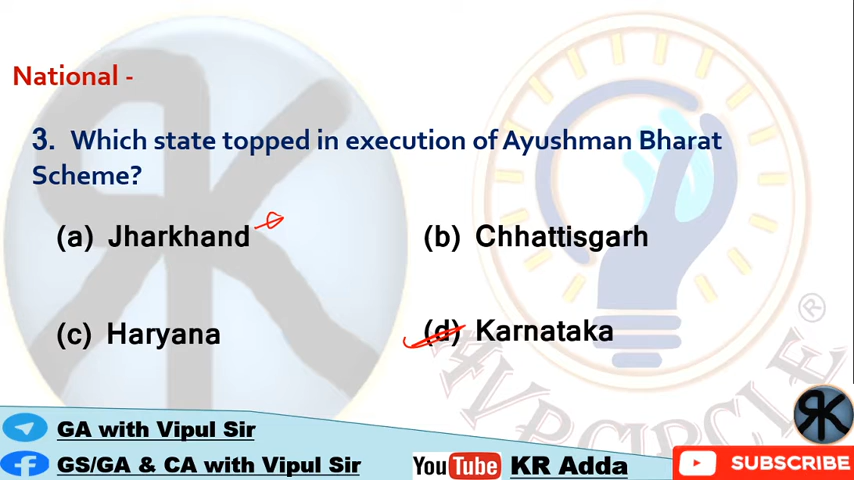 National -
3. Which state topped in execution of Ayushman Bharat
Scheme?
(a) Jharkhand
(b) Chhattisgarh
(c) Haryana
(d) Karnataka
VPCIRCLE®
GA with Vipul Sir
GS/GA & CA with Vipul Sir
YouTube KR Adda
SUBSCRIBE